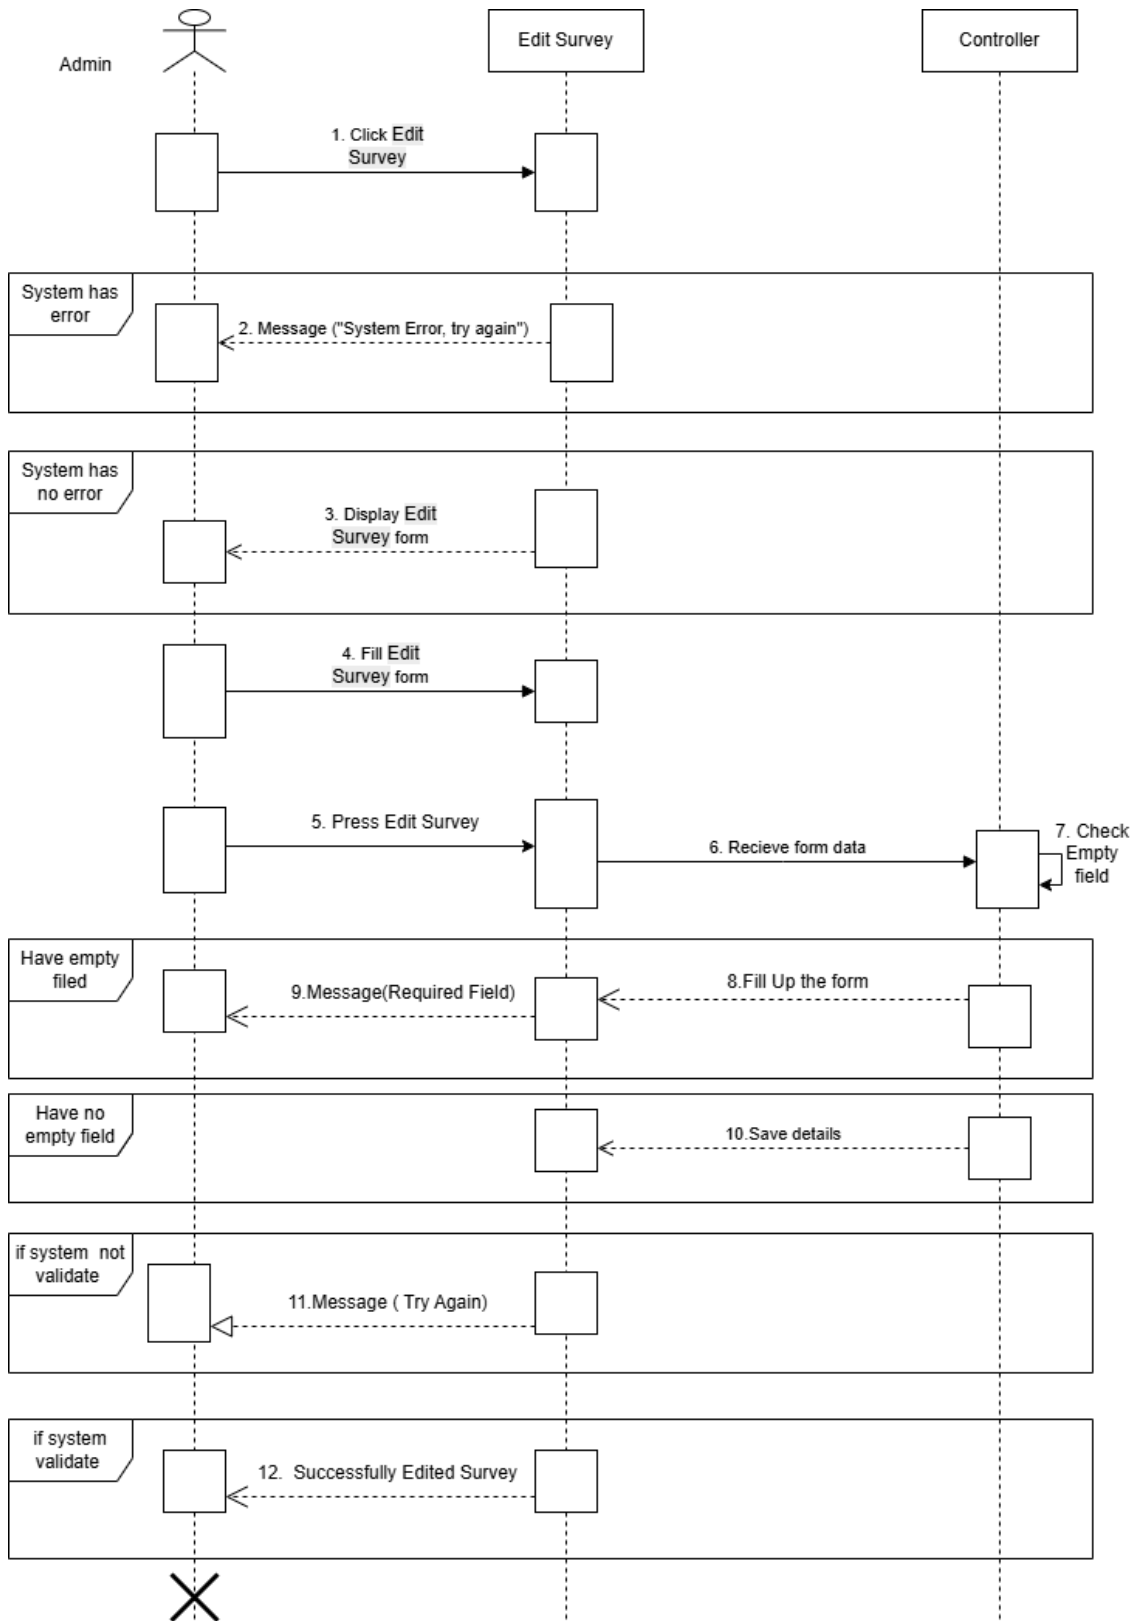 Admin
Edit Survey
Controller
1. Click Edit
Survey
System has
error
2. Message ("System Error, try again")
System has
no error
3. Display Edit
Survey form
4. Fill Edit
Survey form
5. Press Edit Survey
6. Recieve form data
7. Check
Empty
field
Have empty
filed
9.Message(Required Field)
8.Fill Up the form
Have no
empty field
10.Save details
if system  not
validate
11.Message ( Try Again)
if system
validate
12.  Successfully Edited Survey